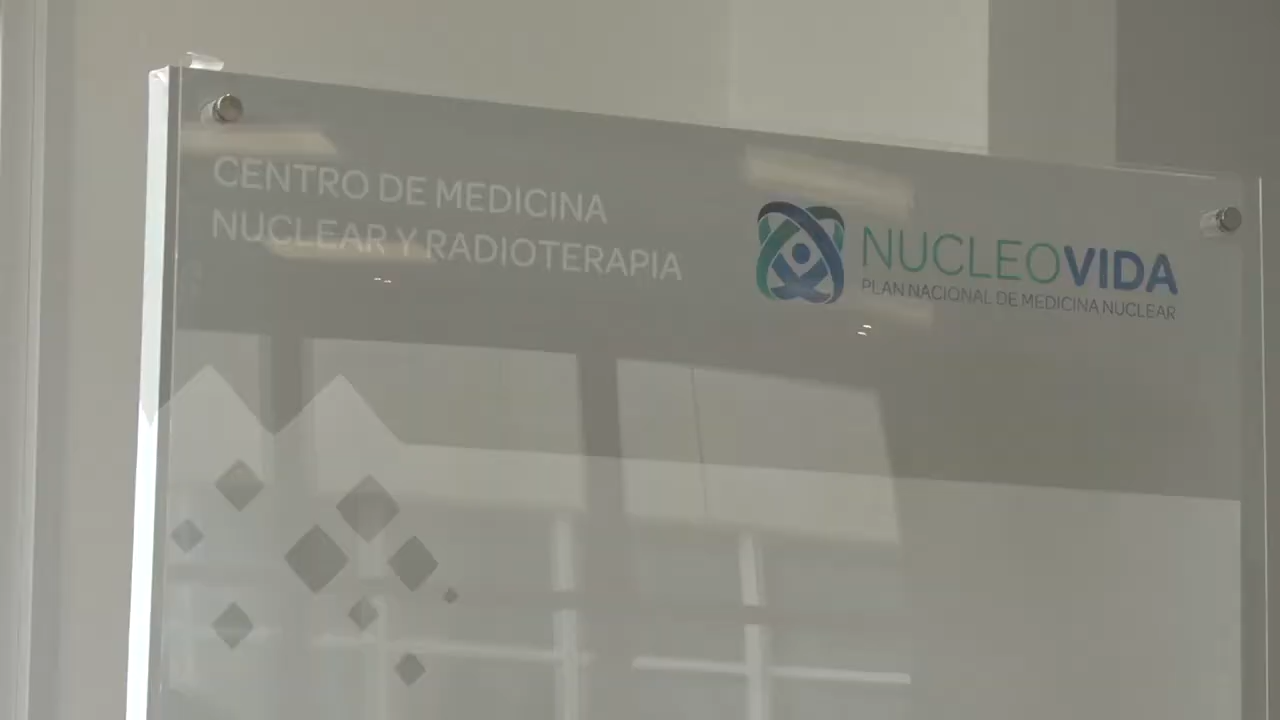 CENTRO DE MEDICINA
NUCLEAR Y RADIOTERAPIA
NUCLEOVIDA
PLAN NACIONAL DE MEDICINA NUCLEAR